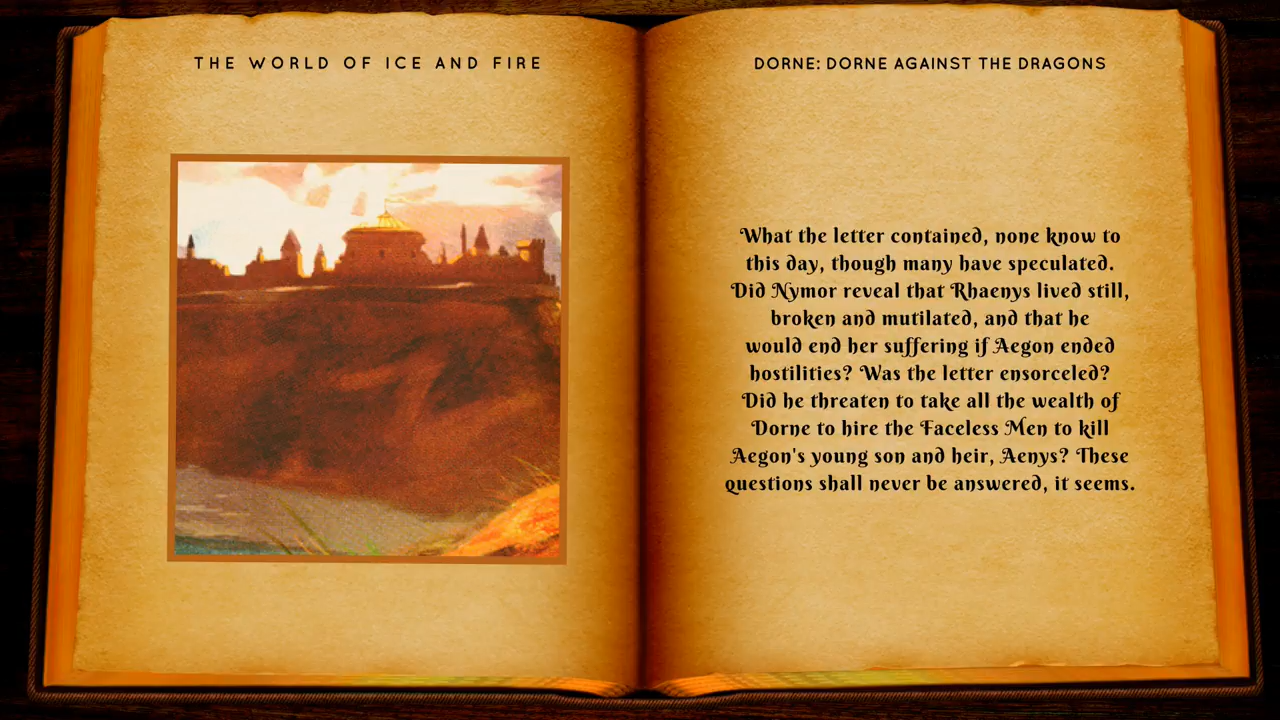 THE WORLD OF ICE AND FIRE
DORNE: DORNE AGAINST THE DRAGONS
What the letter contained, none know to
this day, though many have speculated.
Did Nymor reveal that Rhaenys lived still,
broken and mutilated, and that he
would end her suffering if Aegon ended
hostilities? Was the letter ensorceled?
Did he threaten to take all the wealth of
Dorne to hire the Faceless Men to kill
Aegon's young son and heir, Aenys? These
questions shall never be answered, it seems.